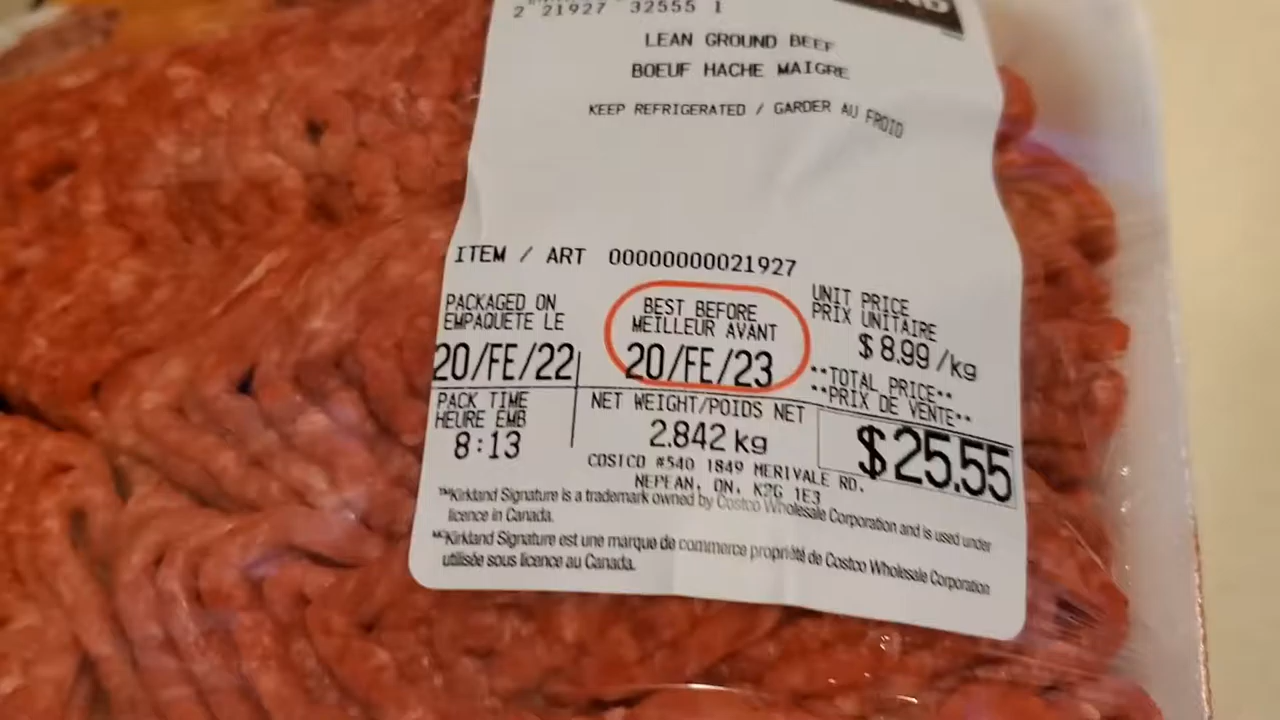 2 21927 32555 1
LEAN GROUND BEEF
BOEUF HACHE MAIGRE
KEEP REFRIGERATED / GARDER AU FROID
ITEM / ART 00000000021927
PACKAGED ON
EMPAQUETE LE
20/FE/22
BEST BEFORE
MEILLEUR AVANT
20/FE/23
UNIT PRICE
PRIX UNITAIRE
$8.99/kg
PACK TIME
HEURE EMB
8:13
NET WEIGHT/POIDS NET
2.842 kg
**TOTAL PRICE**
**PRIX DE VENTE**
$25.55
COSTCO #540 1849 MERIVALE RD.
NEPEAN, ON, K2G 1E3
™Kirkland Signature is a trademark owned by Costco Wholesale Corporation and is used under
licence in Canada.
MCKirkland Signature est une marque de commerce propriété de Costco Wholesale Corporation
utilisée sous licence au Canada.